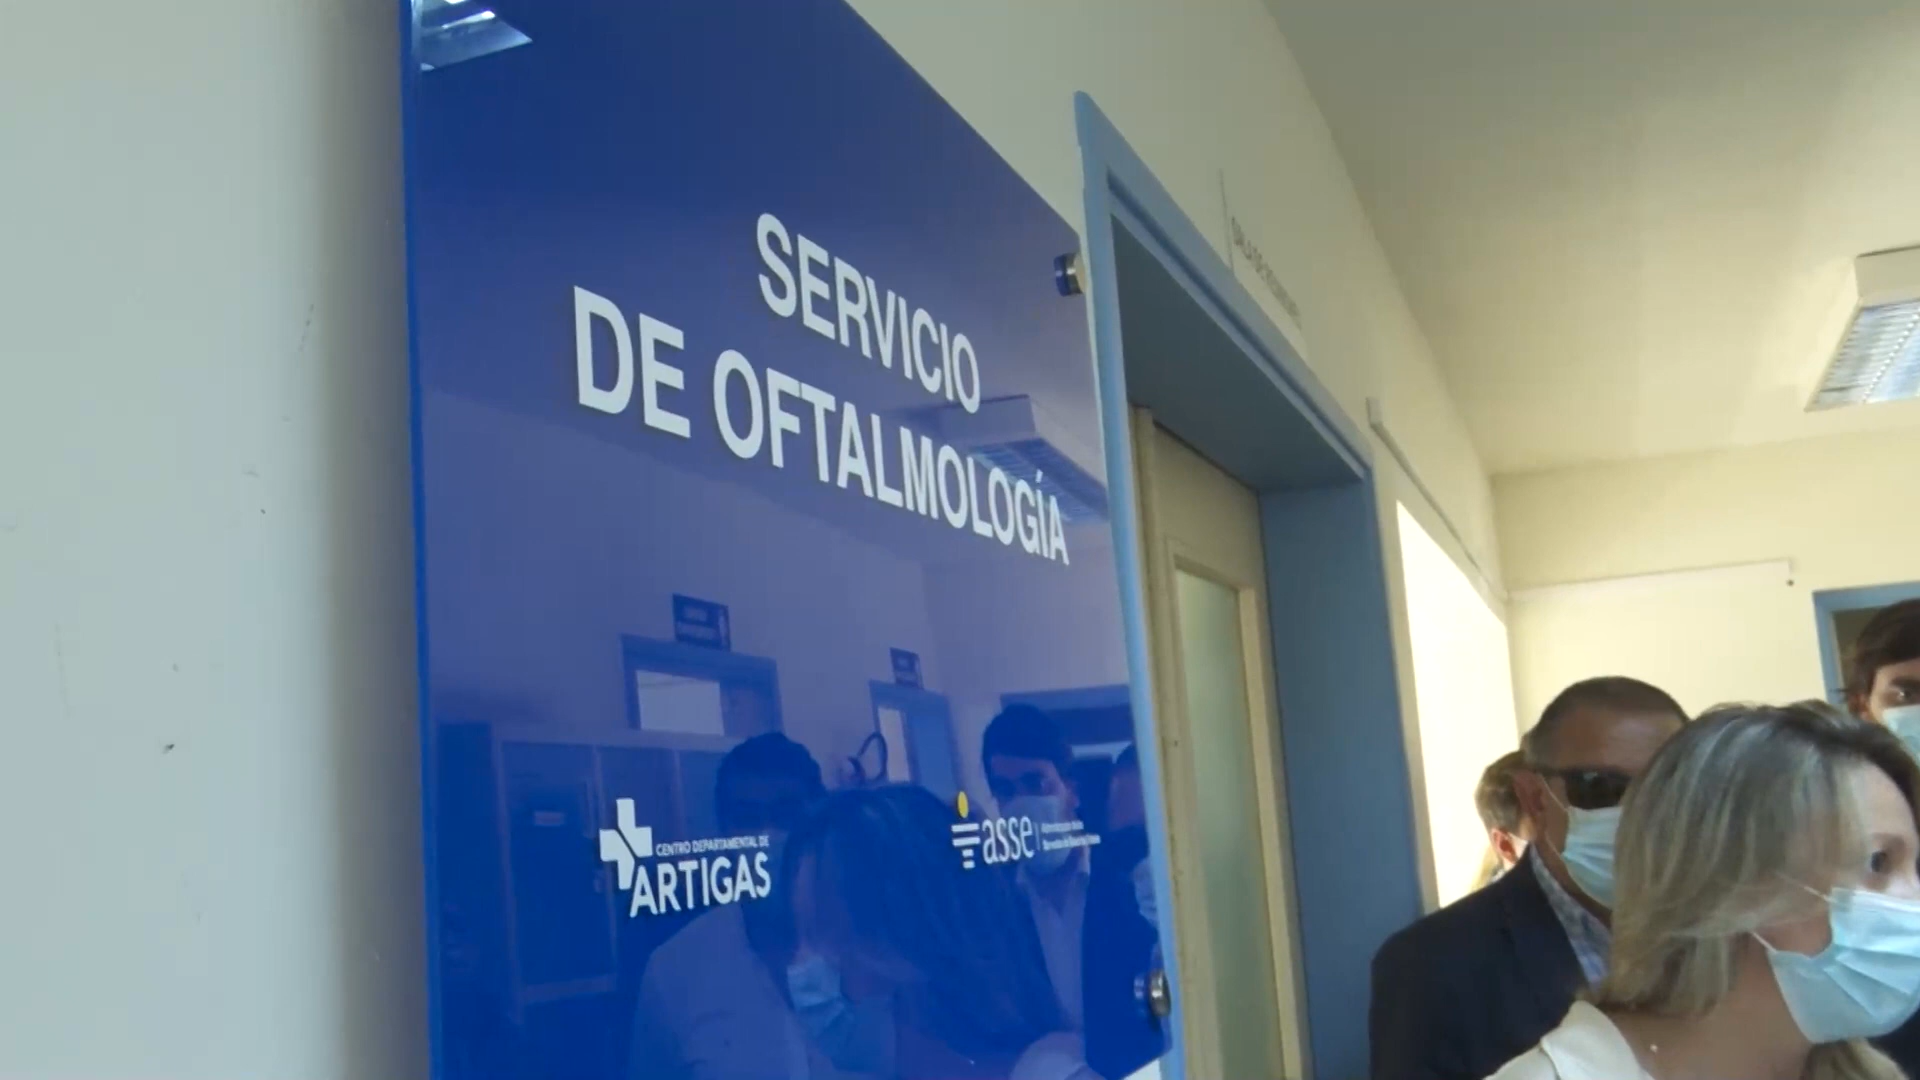 SERVICIO
DE OFTALMOLOGÍA
CENTRO DEPARTAMENTAL DE
ARTIGAS
asse